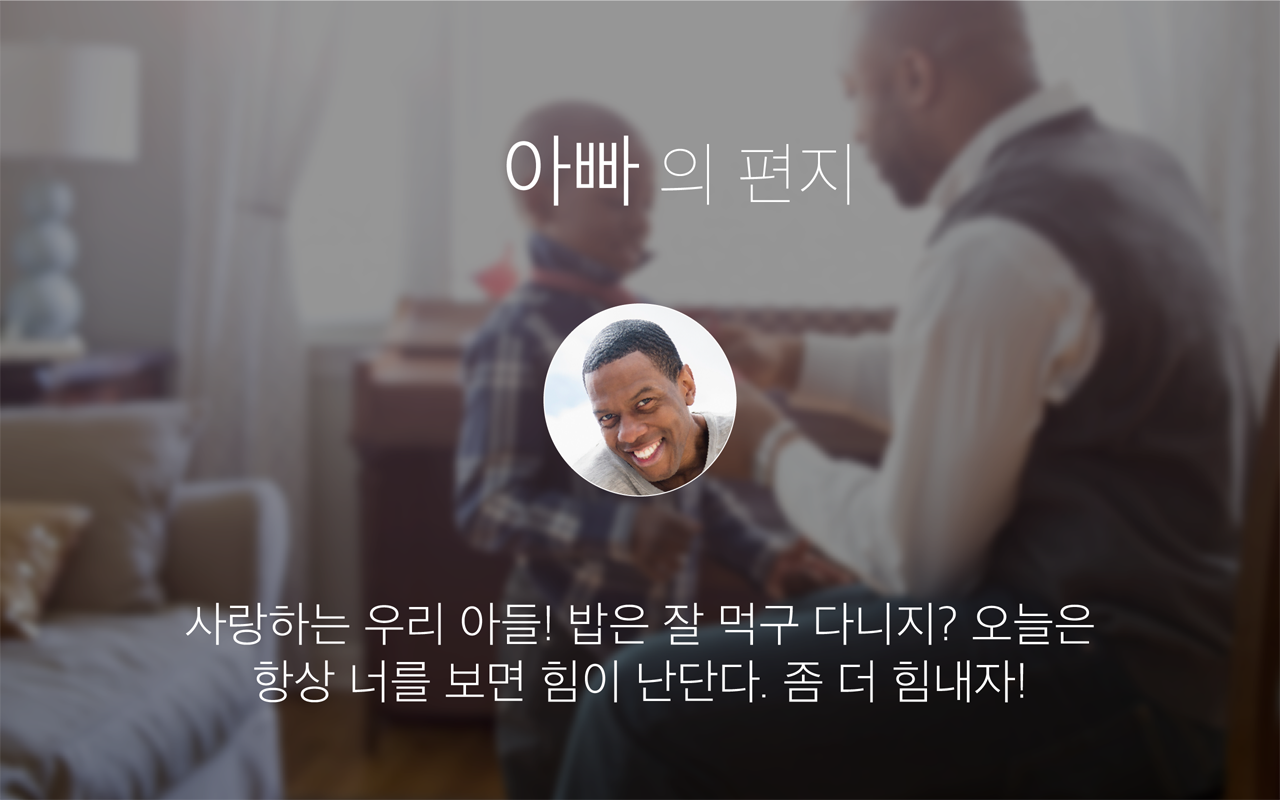 아빠 의 편지
사랑하는 우리 아들! 밥은 잘 먹구 다니지? 오늘은
항상 너를 보면 힘이 난단다. 좀 더 힘내자!